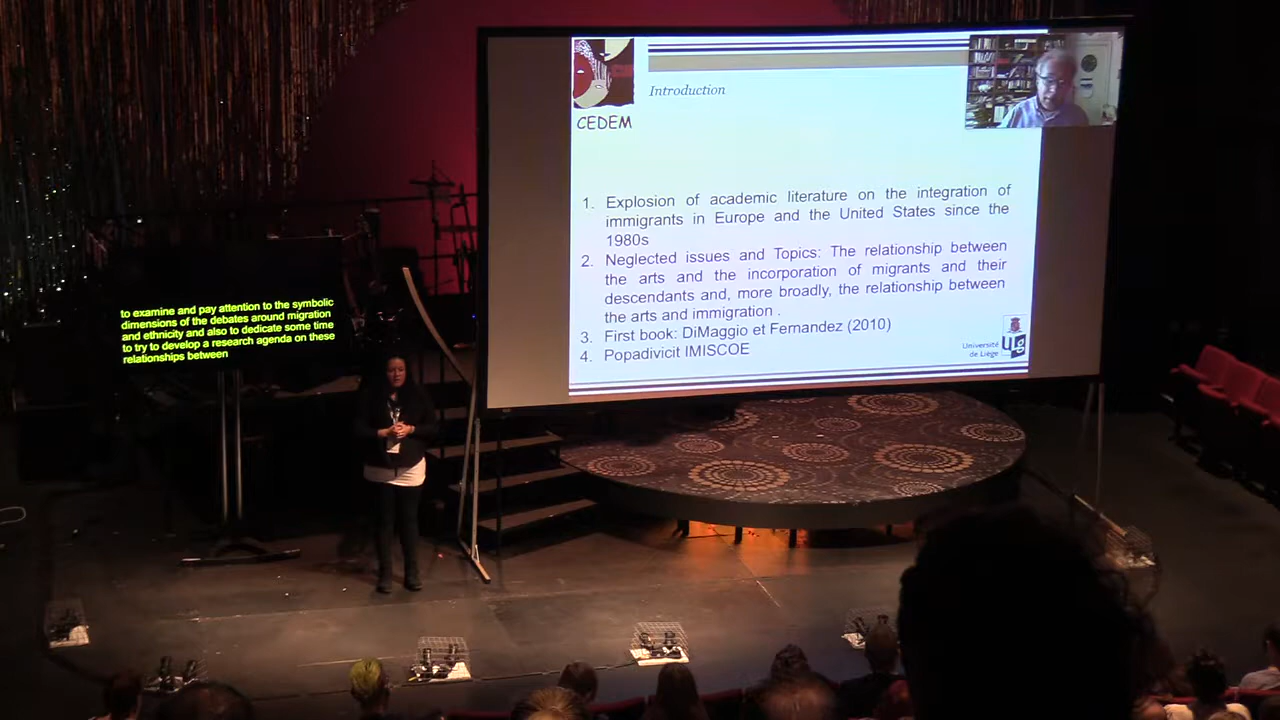 CEDEM
Introduction
1. Explosion of academic literature on the integration of
immigrants in Europe and the United States since the
1980s
2. Neglected issues and Topics: The relationship between
the arts and the incorporation of migrants and their
descendants and, more broadly, the relationship between
the arts and immigration .
3. First book: DiMaggio et Fernandez (2010)
4. Popadivicit IMISCOE
Université
de Liège
ULg
to examine and pay attention to the symbolic
dimensions of the debates around migration
and ethnicity and also to dedicate some time
to try to develop a research agenda on these
relationships between